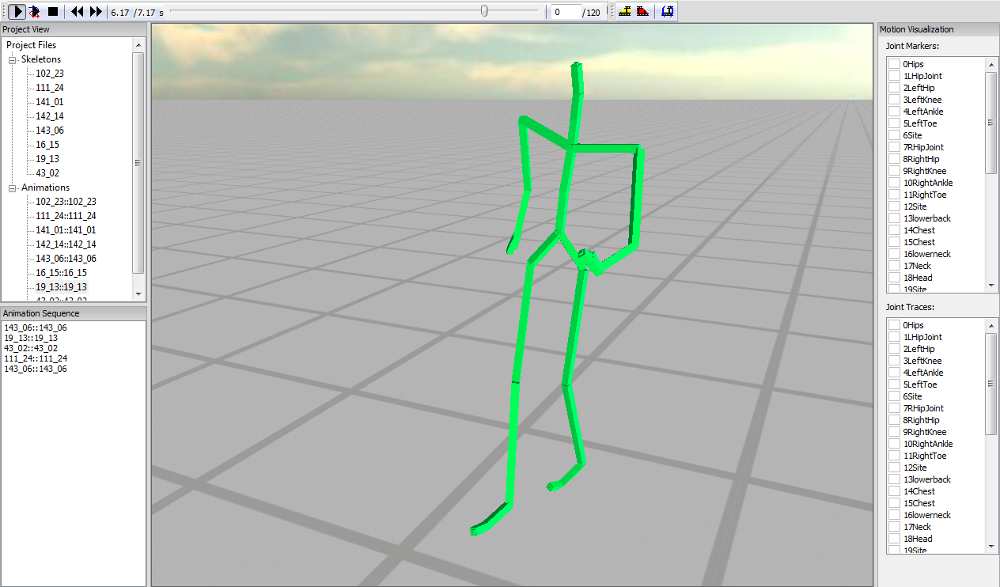 6.17 /7.17 s
0 /120
Project View
Project Files
Skeletons
102_23
111_24
141_01
142_14
143_06
16_15
19_13
43_02
Animations
102_23::102_23
111_24::111_24
141_01::141_01
142_14::142_14
143_06::143_06
16_15::16_15
19_13::19_13
43_02::43_02
Animation Sequence
143_06::143_06
19_13::19_13
43_02::43_02
111_24::111_24
143_06::143_06
Motion Visualization
Joint Markers:
0Hips
1LHipJoint
2LeftHip
3LeftKnee
4LeftAnkle
5LeftToe
6Site
7RHipJoint
8RightHip
9RightKnee
10RightAnkle
11RightToe
12Site
13lowerback
14Chest
15Chest
16lowerneck
17Neck
18Head
19Site
Joint Traces:
0Hips
1LHipJoint
2LeftHip
3LeftKnee
4LeftAnkle
5LeftToe
6Site
7RHipJoint
8RightHip
9RightKnee
10RightAnkle
11RightToe
12Site
13lowerback
14Chest
15Chest
16lowerneck
17Neck
18Head
19Site